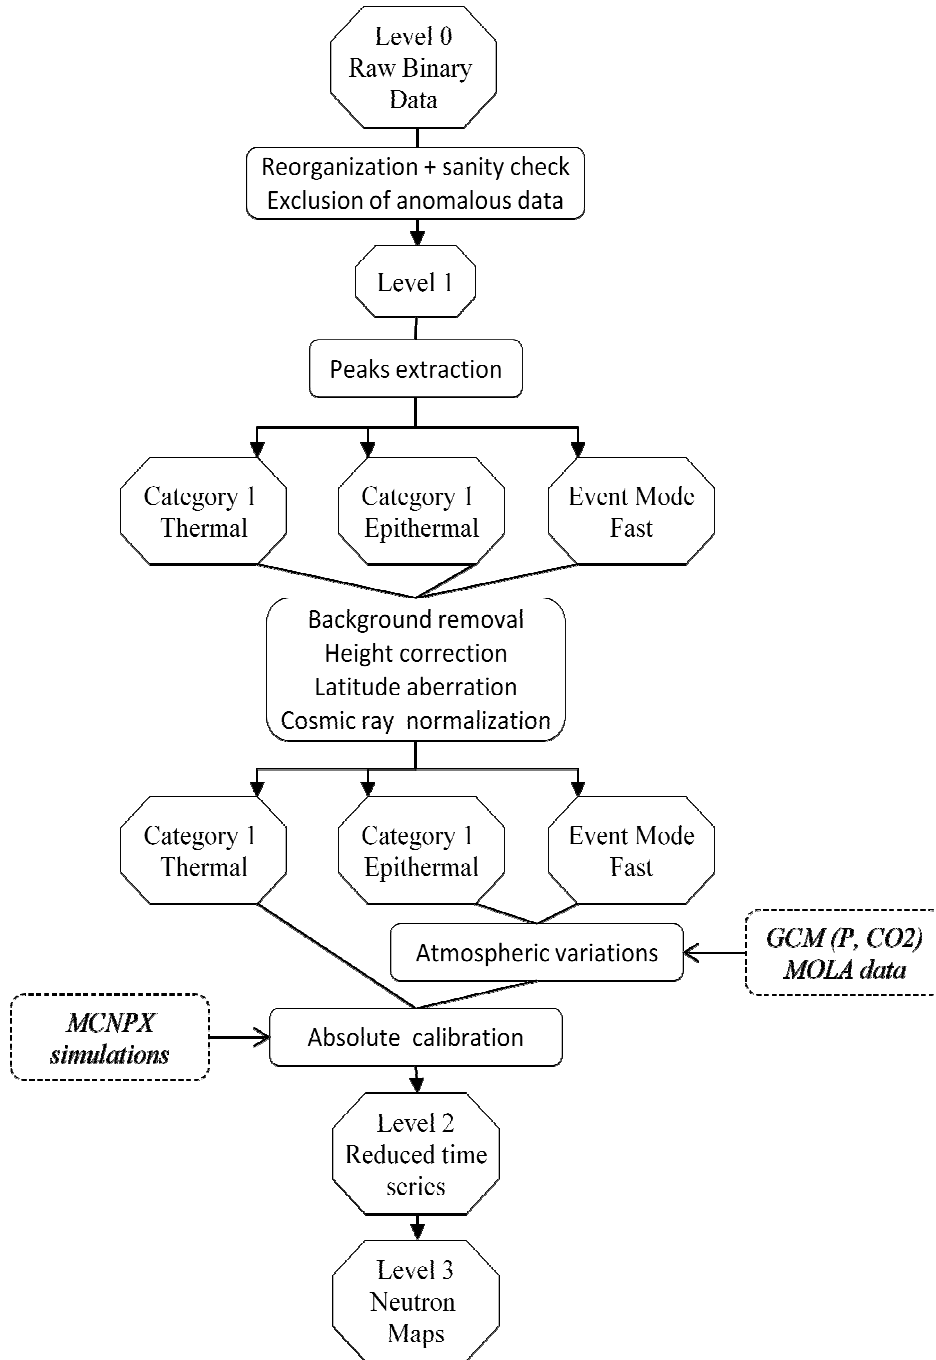 Level 0
Raw Binary
Data
Reorganization + sanity check
Exclusion of anomalous data
Level 1
Peaks extraction
Category 1
Thermal
Category 1
Epithermal
Event Mode
Fast
Background removal
Height correction
Latitude aberration
Cosmic ray normalization
Category 1
Thermal
Category 1
Epithermal
Event Mode
Fast
Atmospheric variations
GCM (P, CO2)
MOLA data
MCNPX
simulations
Absolute calibration
Level 2
Reduced time
series
Level 3
Neutron
Maps